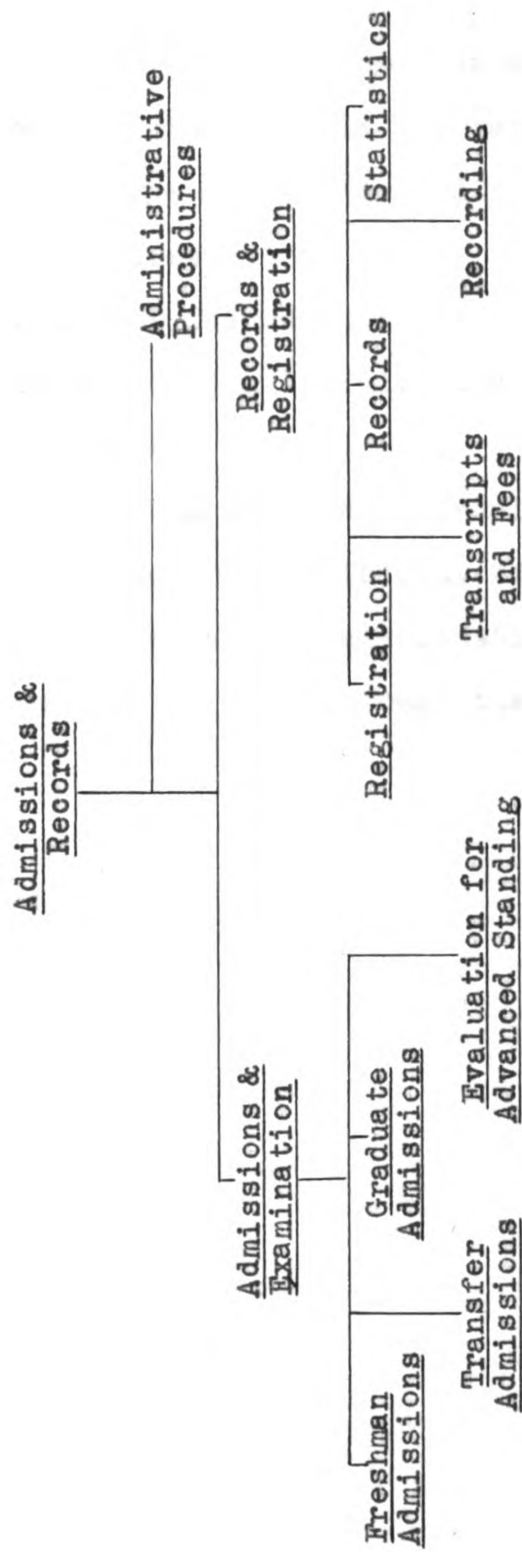 Admissions &
Records
Administrative
Procedures
Admissions &
Examination
Records &
Registration
Freshman
Admissions
Graduate
Admissions
Registration
Records
Statistics
Transfer
Admissions
Evaluation for
Advanced Standing
Transcripts
and Fees
Recording